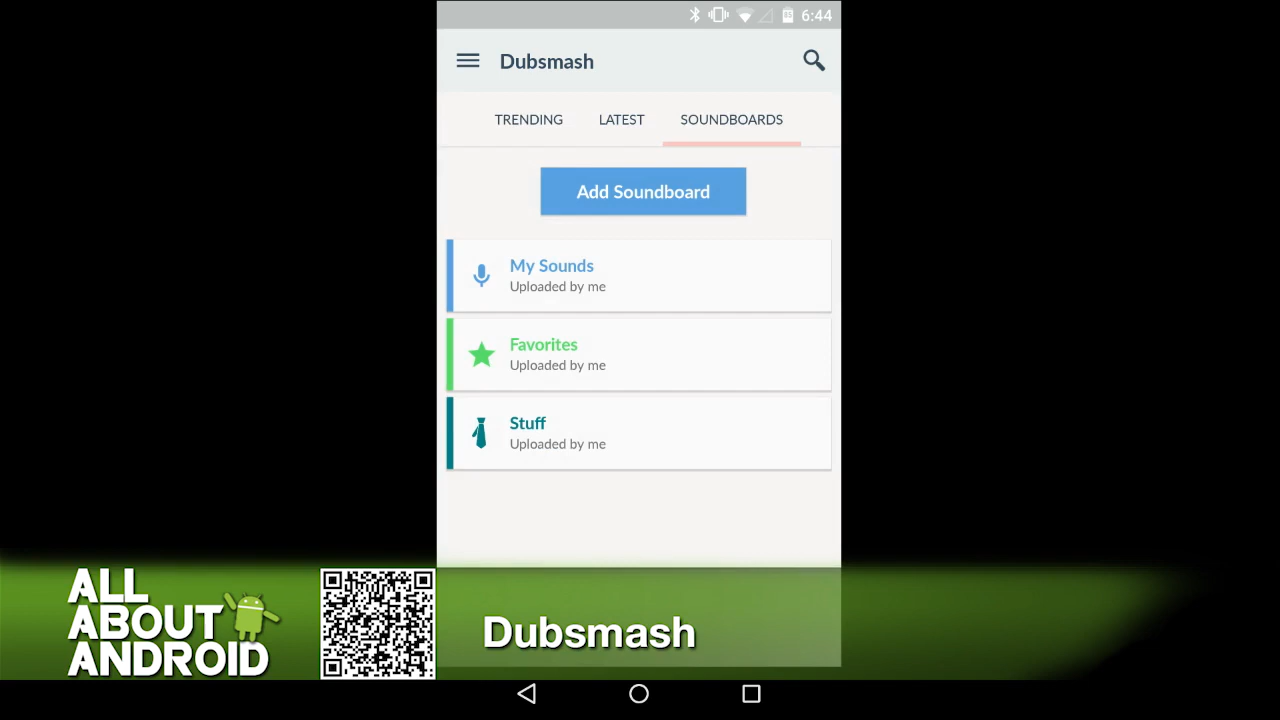 6:44
Dubsmash
TRENDING LATEST SOUNDBOARDS
Add Soundboard
My Sounds
Uploaded by me
Favorites
Uploaded by me
Stuff
Uploaded by me
ALL
ABOUT
ANDROID
Dubsmash